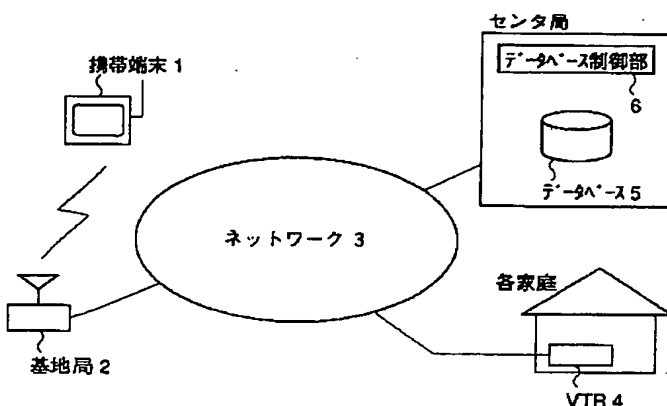 センタ局
データベース制御部
6
携帯端末 1
データベース 5
ネットワーク 3
各家庭
基地局 2
VTR 4